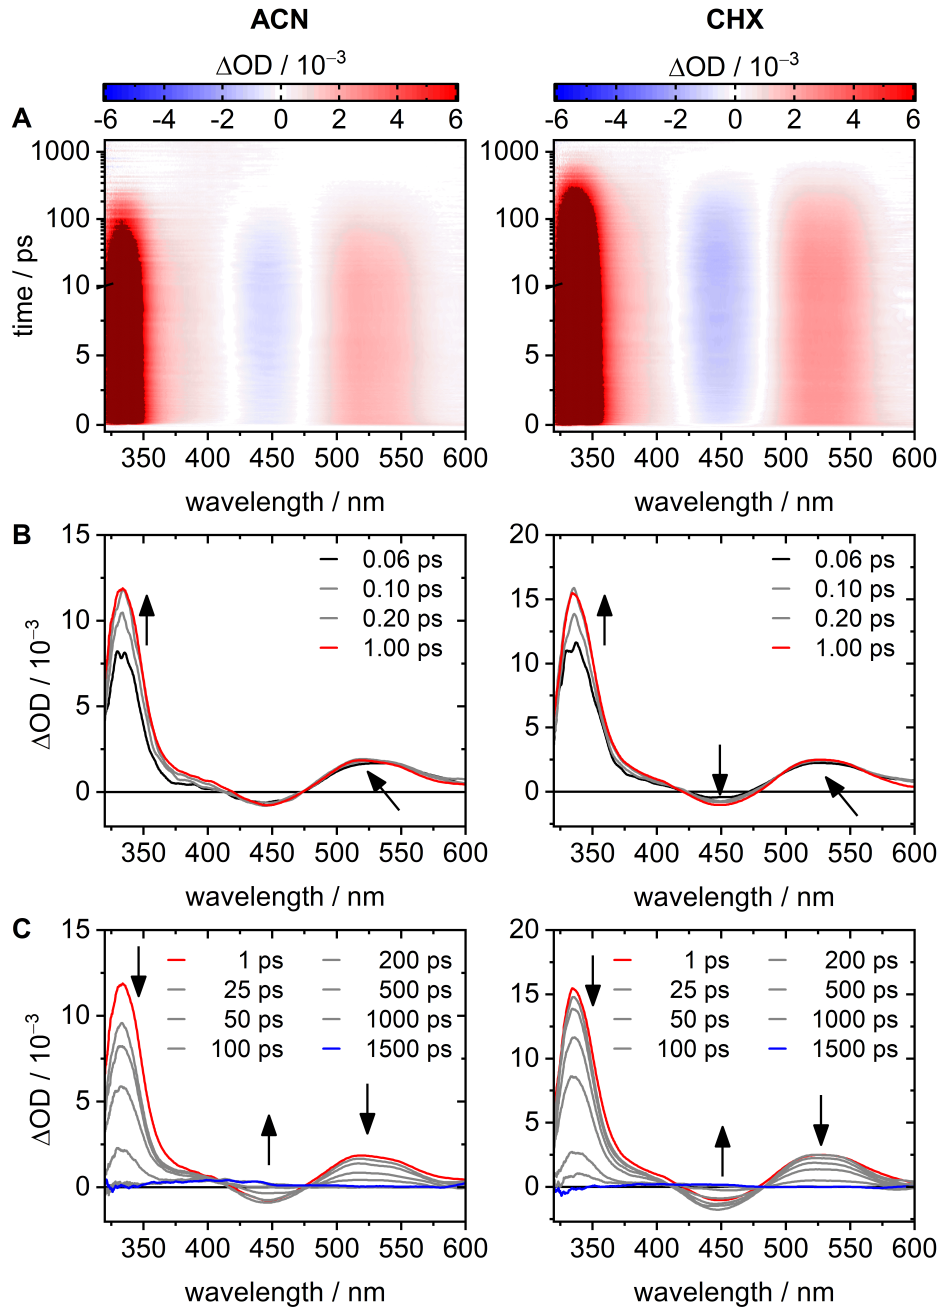 ACN CHX
ΔOD / 10⁻³ ΔOD / 10⁻³
-6 -4 -2 0 2 4 6 -6 -4 -2 0 2 4 6
A
1000 1000
100 100
10 10
5 5
0 0
time / ps
350 400 450 500 550 600 350 400 450 500 550 600
wavelength / nm wavelength / nm
B
15 20
10 15
5 10
0 5
0
ΔOD / 10⁻³
0.06 ps 0.06 ps
0.10 ps 0.10 ps
0.20 ps 0.20 ps
1.00 ps 1.00 ps
350 400 450 500 550 600 350 400 450 500 550 600
wavelength / nm wavelength / nm
C
15 20
10 15
5 10
0 5
0
ΔOD / 10⁻³
1 ps 200 ps 1 ps 200 ps
25 ps 500 ps 25 ps 500 ps
50 ps 1000 ps 50 ps 1000 ps
100 ps 1500 ps 100 ps 1500 ps
350 400 450 500 550 600 350 400 450 500 550 600
wavelength / nm wavelength / nm